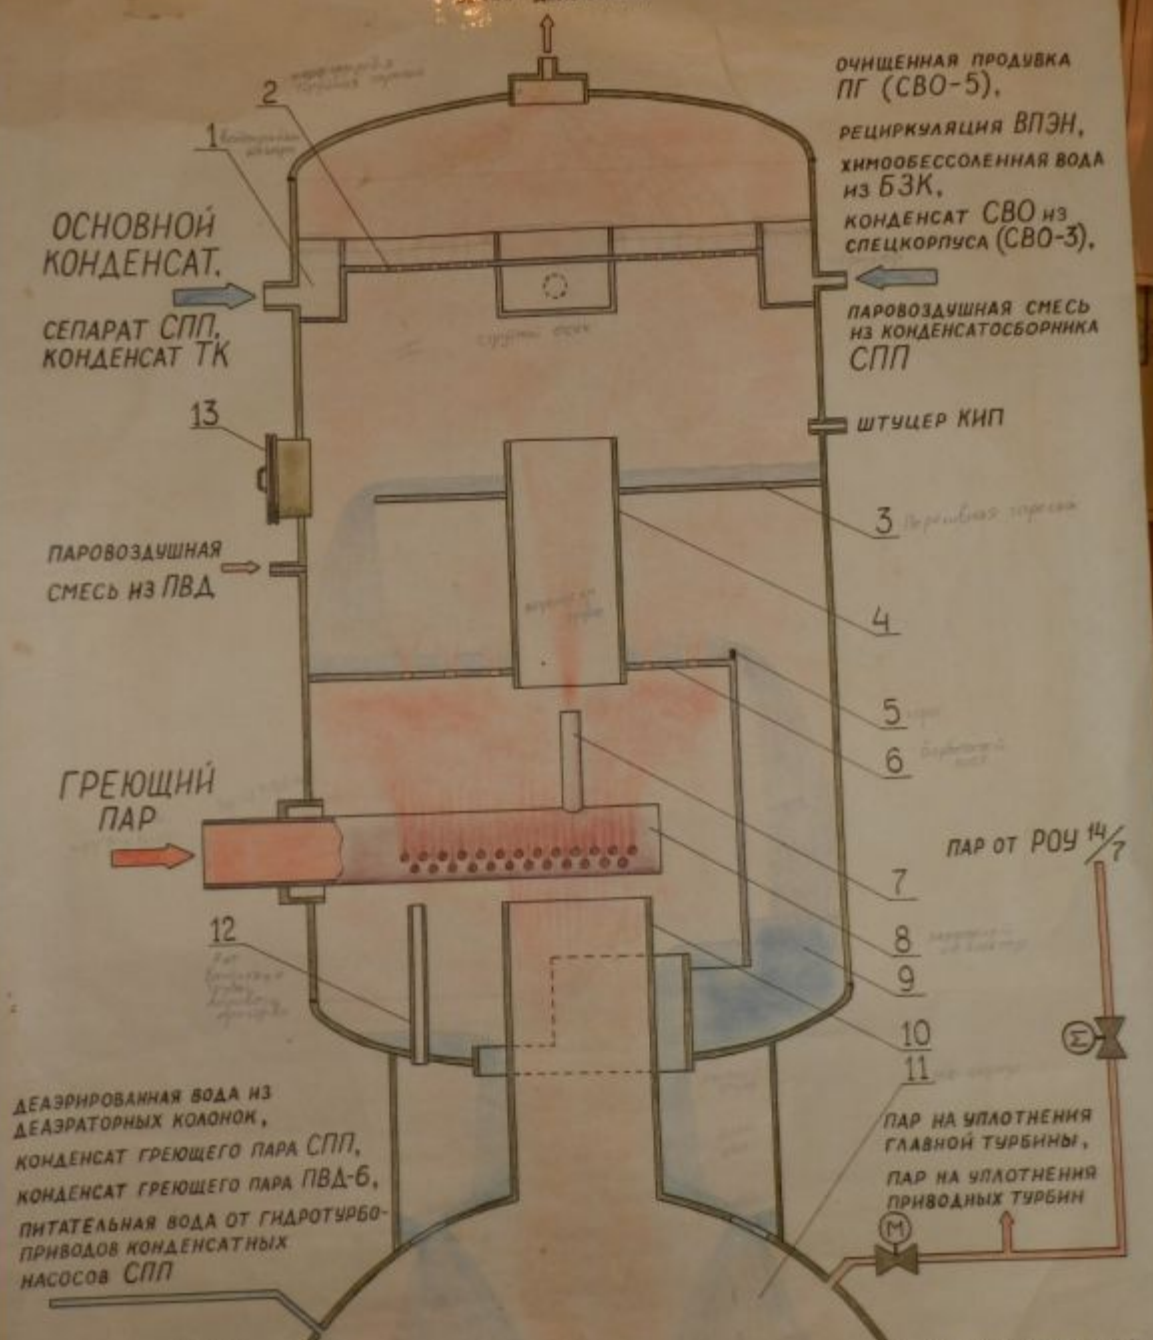 2
1
ОСНОВНОЙ
КОНДЕНСАТ.
СЕПАРАТ СПП,
КОНДЕНСАТ ТК
ОЧИЩЕННАЯ ПРОДУВКА
ПГ (СВО-5),
РЕЦИРКУЛЯЦИЯ ВПЭН,
ХИМООБЕССОЛЕННАЯ ВОДА
ИЗ БЗК,
КОНДЕНСАТ СВО ИЗ
СПЕЦКОРПУСА (СВО-3),
ПАРОВОЗДУШНАЯ СМЕСЬ
ИЗ КОНДЕНСАТОСБОРНИКА
СПП
13
ШТУЦЕР КИП
3
ПАРОВОЗДУШНАЯ
СМЕСЬ ИЗ ПВД
4
5
6
ГРЕЮЩИЙ
ПАР
ПАР ОТ РОУ 14/7
7
12
8
9
10
11
Σ
ДЕАЭРИРОВАННАЯ ВОДА ИЗ
ДЕАЭРАТОРНЫХ КОЛОНОК,
КОНДЕНСАТ ГРЕЮЩЕГО ПАРА СПП,
КОНДЕНСАТ ГРЕЮЩЕГО ПАРА ПВД-6,
ПИТАТЕЛЬНАЯ ВОДА ОТ ГИДРОТУРБО-
ПРИВОДОВ КОНДЕНСАТНЫХ
НАСОСОВ СПП
ПАР НА УПЛОТНЕНИЯ
ГЛАВНОЙ ТУРБИНЫ,
ПАР НА УПЛОТНЕНИЯ
ПРИВОДНЫХ ТУРБИН
М